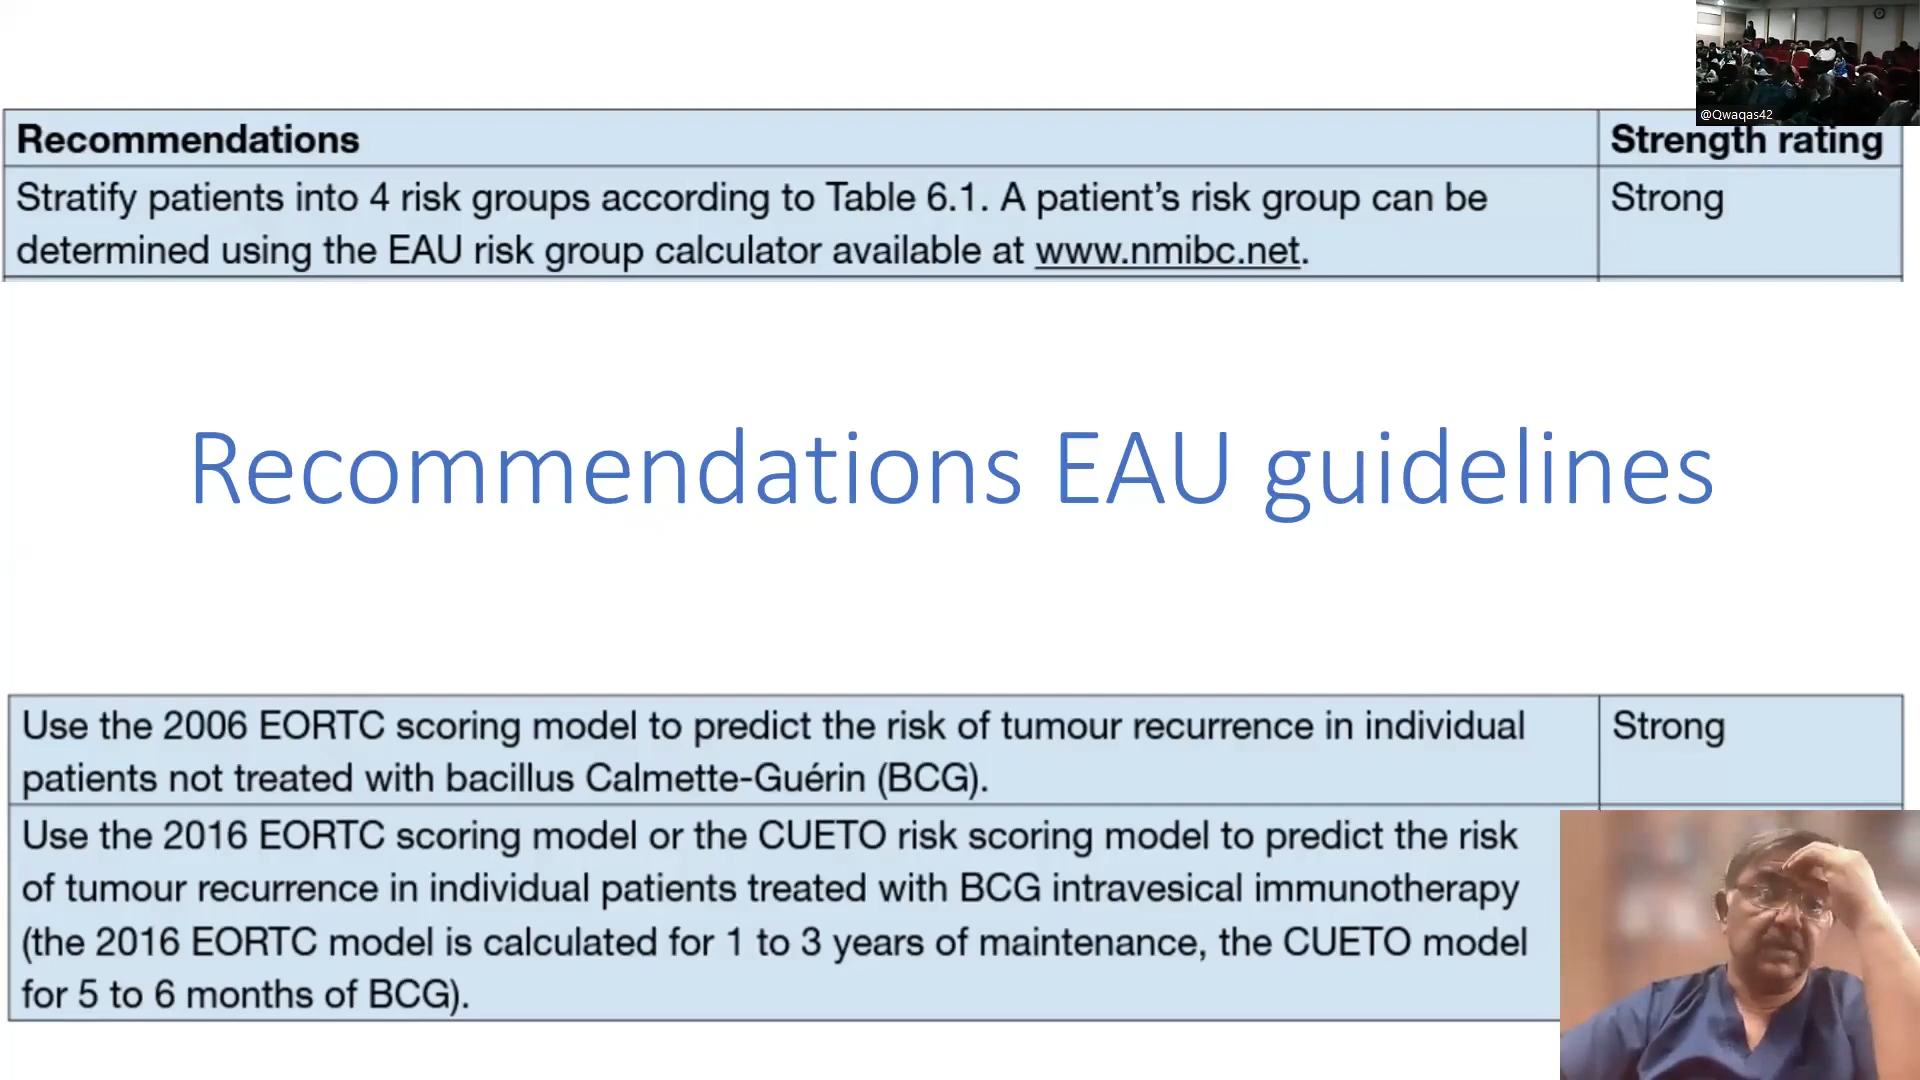 @Qwaqas42
Recommendations
Strength rating
Stratify patients into 4 risk groups according to Table 6.1. A patient’s risk group can be
determined using the EAU risk group calculator available at www.nmibc.net.
Strong
Recommendations EAU guidelines
Use the 2006 EORTC scoring model to predict the risk of tumour recurrence in individual
patients not treated with bacillus Calmette-Guérin (BCG).
Strong
Use the 2016 EORTC scoring model or the CUETO risk scoring model to predict the risk
of tumour recurrence in individual patients treated with BCG intravesical immunotherapy
(the 2016 EORTC model is calculated for 1 to 3 years of maintenance, the CUETO model
for 5 to 6 months of BCG).